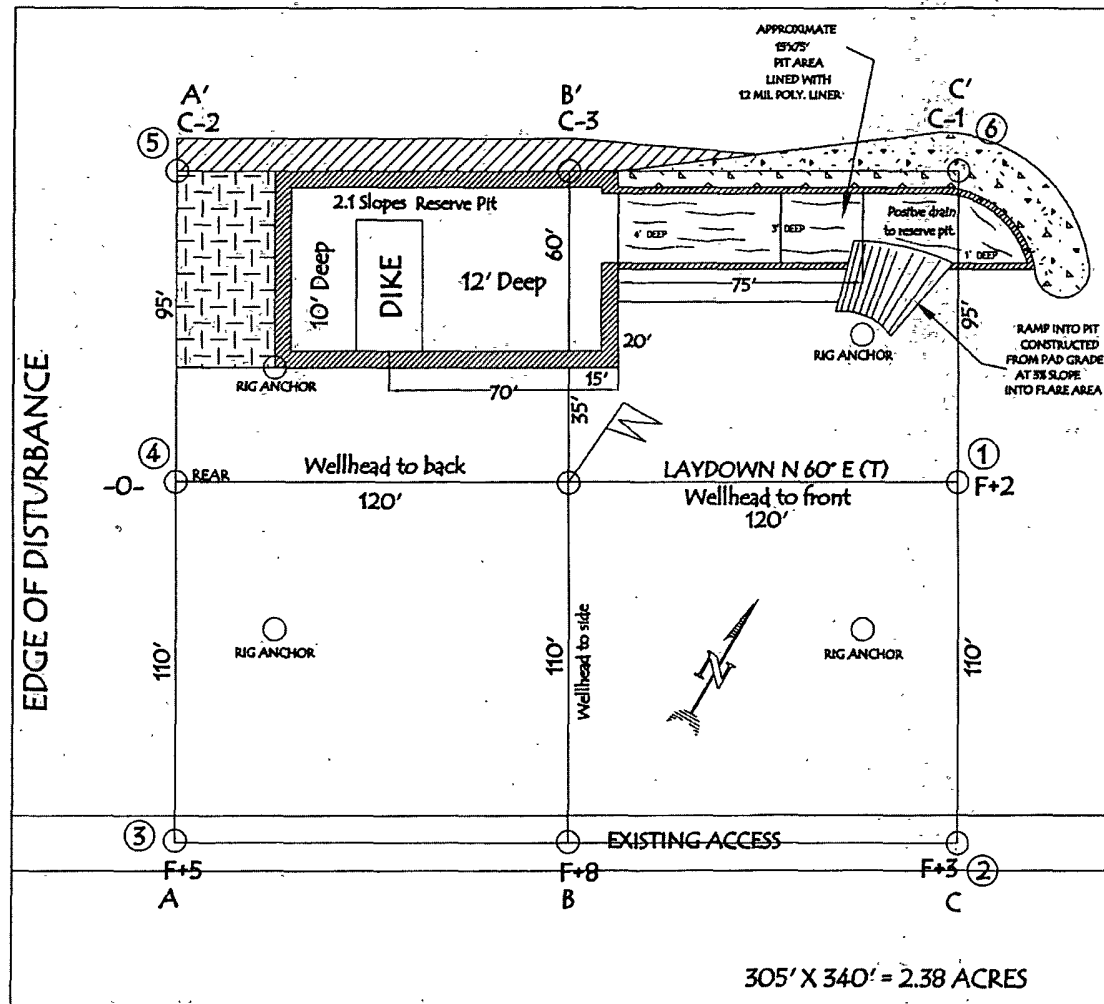 APPROXIMATE
15'x75'
PIT AREA
LINED WITH
12 MIL POLY. LINER
A'
C-2
B'
C-3
C'
C-1
5
6
2.1 Slopes Reserve Pit
10' Deep
DIKE
12' Deep
60'
4' DEEP
3' DEEP
Positive drain
to reserve pit.
1' DEEP
95'
75'
95'
20'
15'
70'
35'
RIG ANCHOR
RIG ANCHOR
RAMP INTO PIT
CONSTRUCTED
FROM PAD GRADE
AT 3% SLOPE
INTO FLARE AREA
EDGE OF DISTURBANCE
4
-0-
REAR
Wellhead to back
120'
LAYDOWN N 60° E (T)
Wellhead to front
120'
1
F+2
RIG ANCHOR
RIG ANCHOR
110'
110'
Wellhead to side
110'
N
3
EXISTING ACCESS
F+5
F+8
F+3
2
A
B
C
305' X 340' = 2.38 ACRES